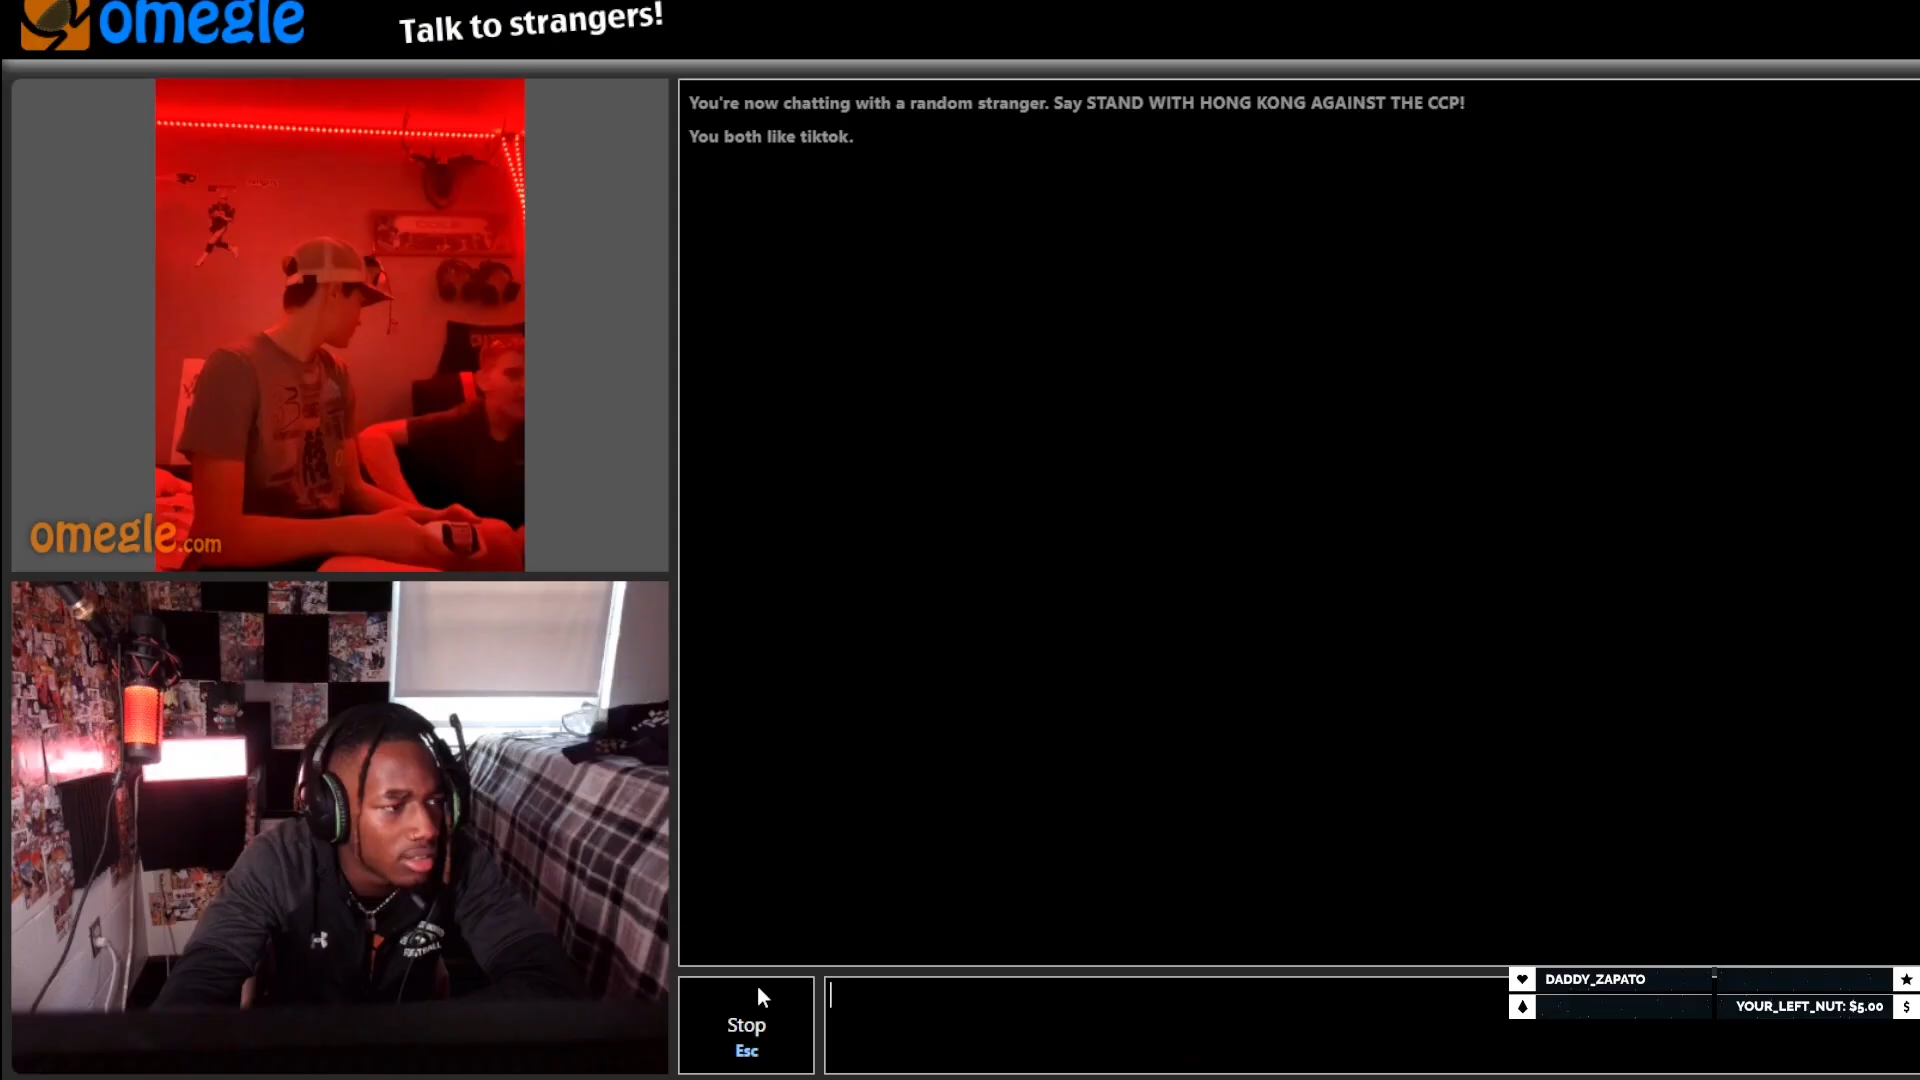 omegle
Talk to strangers!
You're now chatting with a random stranger. Say STAND WITH HONG KONG AGAINST THE CCP!
You both like tiktok.
omegle.com
FOOTBALL
Stop
Esc
DADDY_ZAPATO
YOUR_LEFT_NUT: $5.00
$